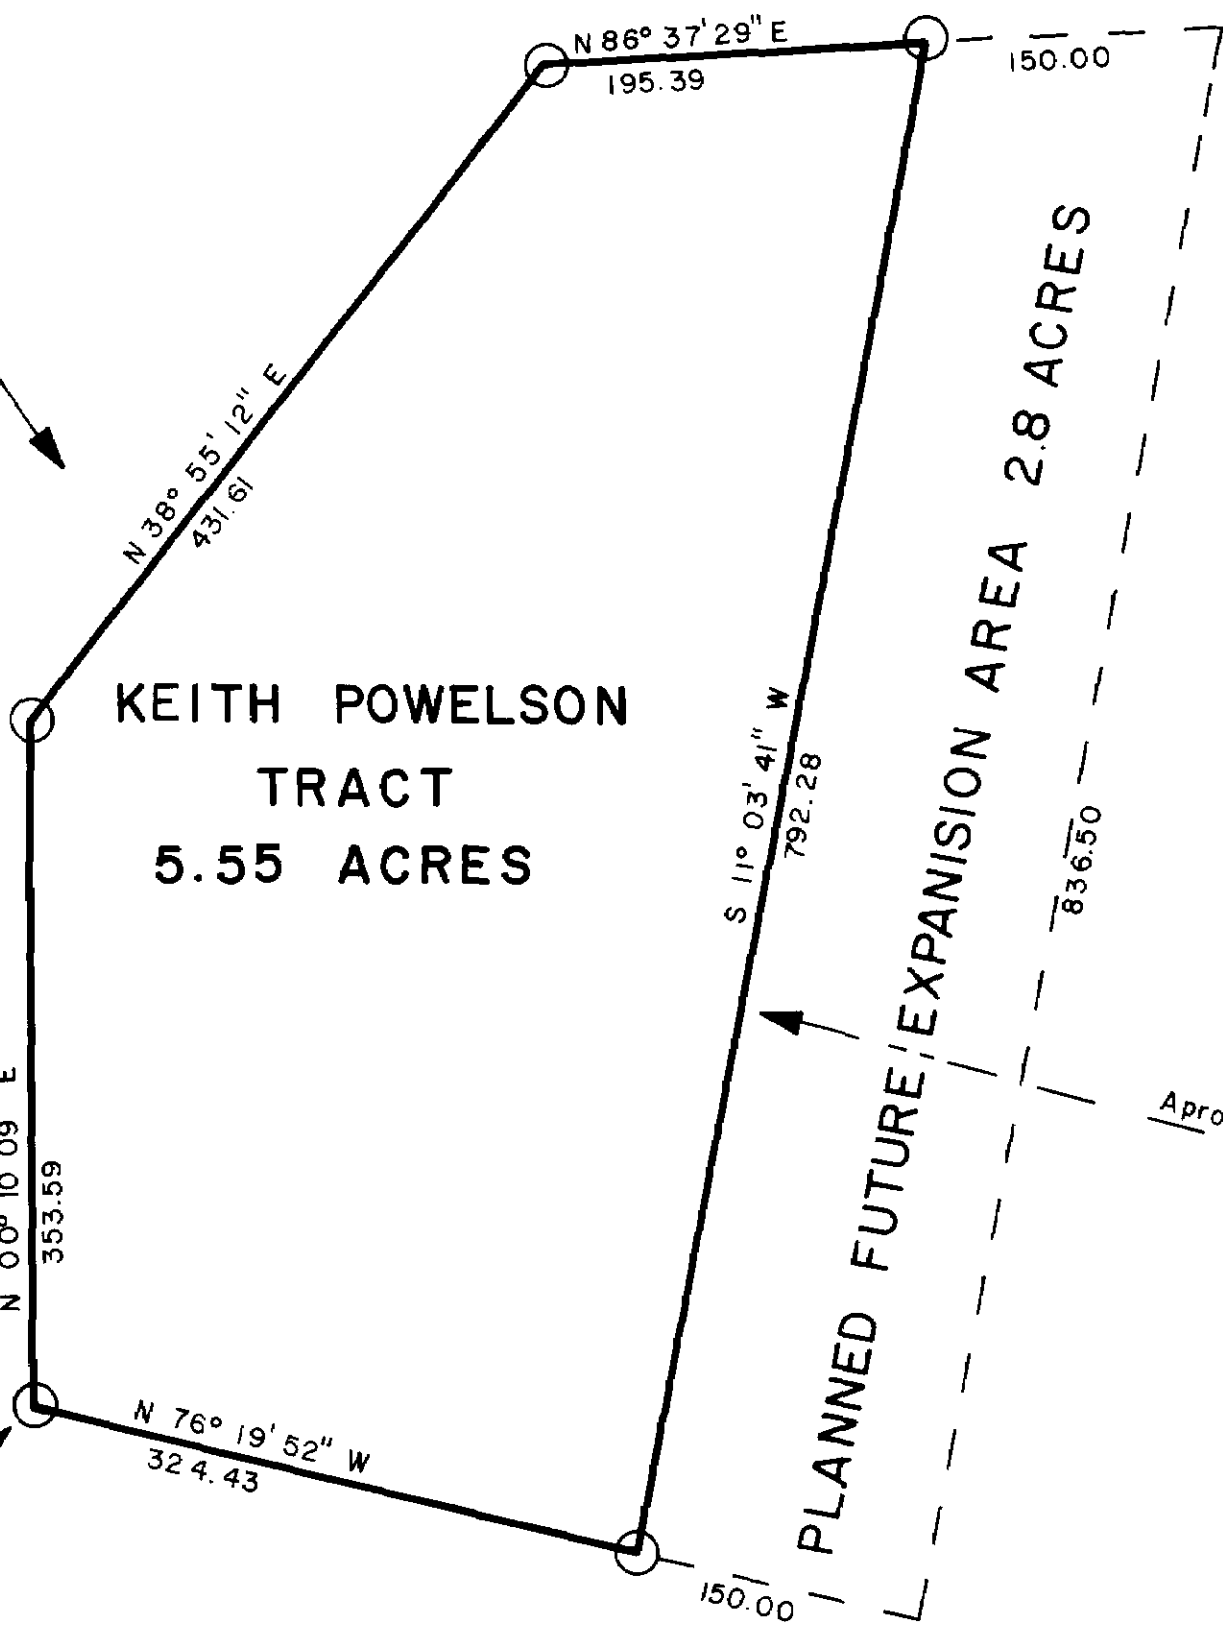 N 86° 37' 29" E
195.39
150.00
N 38° 55' 12" E
431.61
KEITH POWELSON
TRACT
5.55 ACRES
S 11° 03' 41" W
792.28
PLANNED FUTURE EXPANISION AREA 2.8 ACRES
836.50
N 00° 10 09 E
353.59
Apro
N 76° 19' 52" W
324.43
150.00